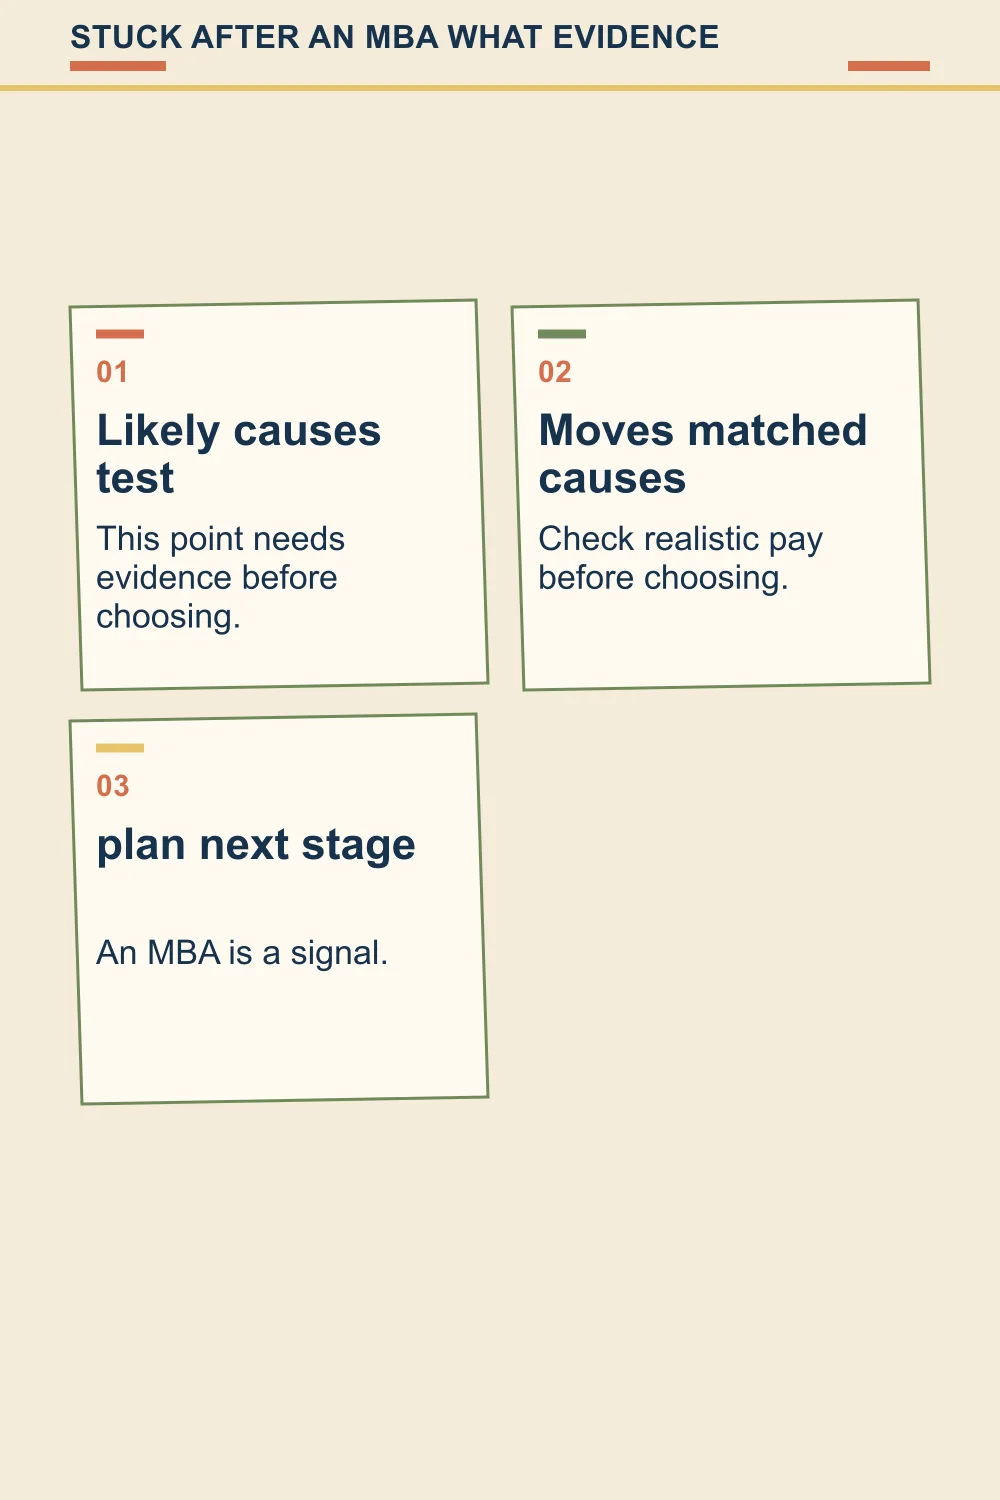 STUCK AFTER AN MBA WHAT EVIDENCE
01
Likely causes
test
This point needs
evidence before
choosing.
02
Moves matched
causes
Check realistic pay
before choosing.
03
plan next stage
An MBA is a signal.